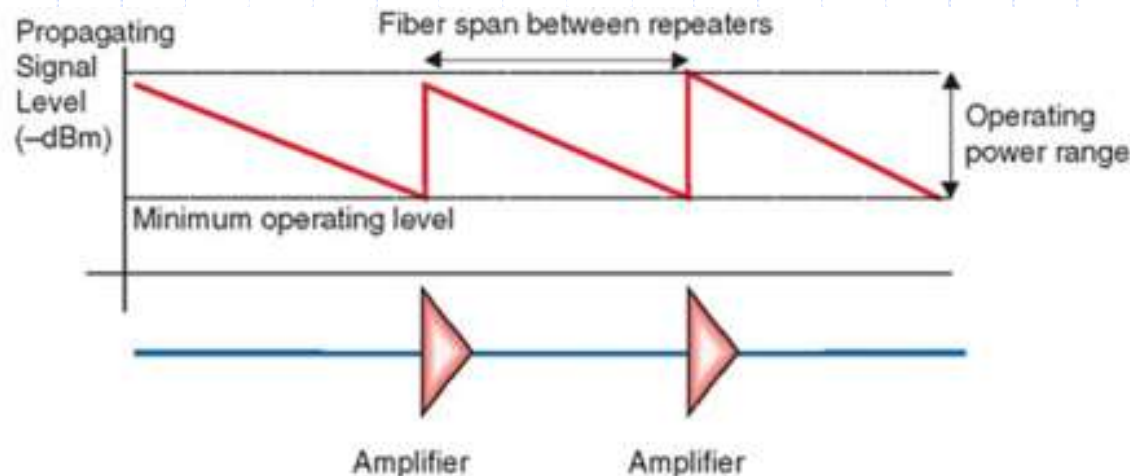 Propagating
Signal
Level
(–dBm)
Fiber span between repeaters
Operating
power range
Minimum operating level
Amplifier
Amplifier